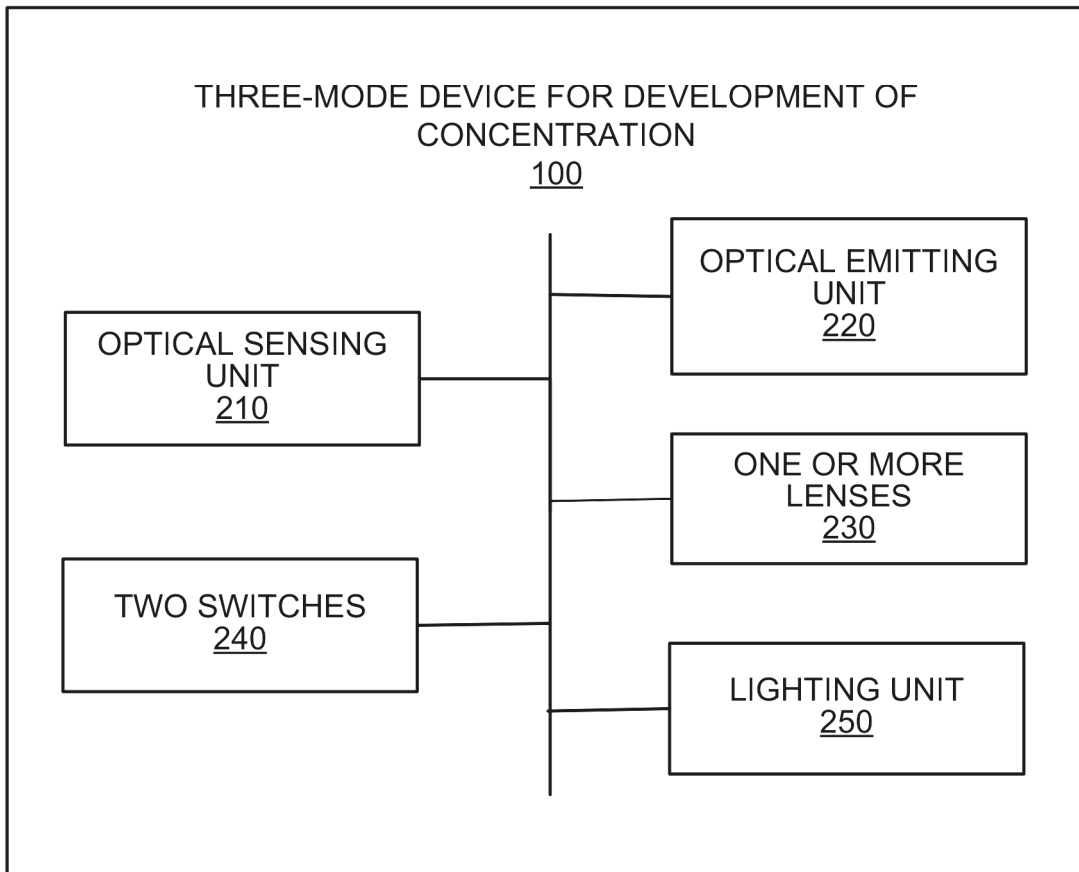 THREE-MODE DEVICE FOR DEVELOPMENT OF
CONCENTRATION
100
OPTICAL SENSING
UNIT
210
OPTICAL EMITTING
UNIT
220
ONE OR MORE
LENSES
230
TWO SWITCHES
240
LIGHTING UNIT
250